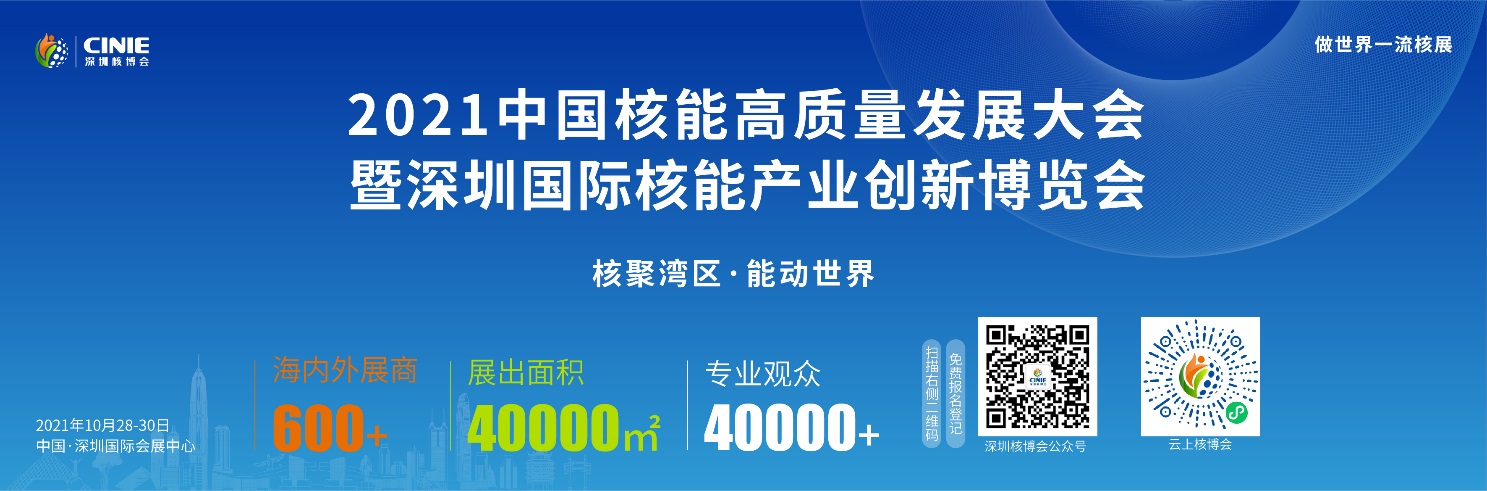 CINIE
深圳核博会
做世界一流核展
2021中国核能高质量发展大会
暨深圳国际核能产业创新博览会
核聚湾区·能动世界
2021年10月28-30日
中国·深圳国际会展中心
海内外展商
600+
展出面积
40000㎡
专业观众
40000+
扫描右侧二维码
免费报名登记
CINIE
深圳核博会公众号
云上核博会